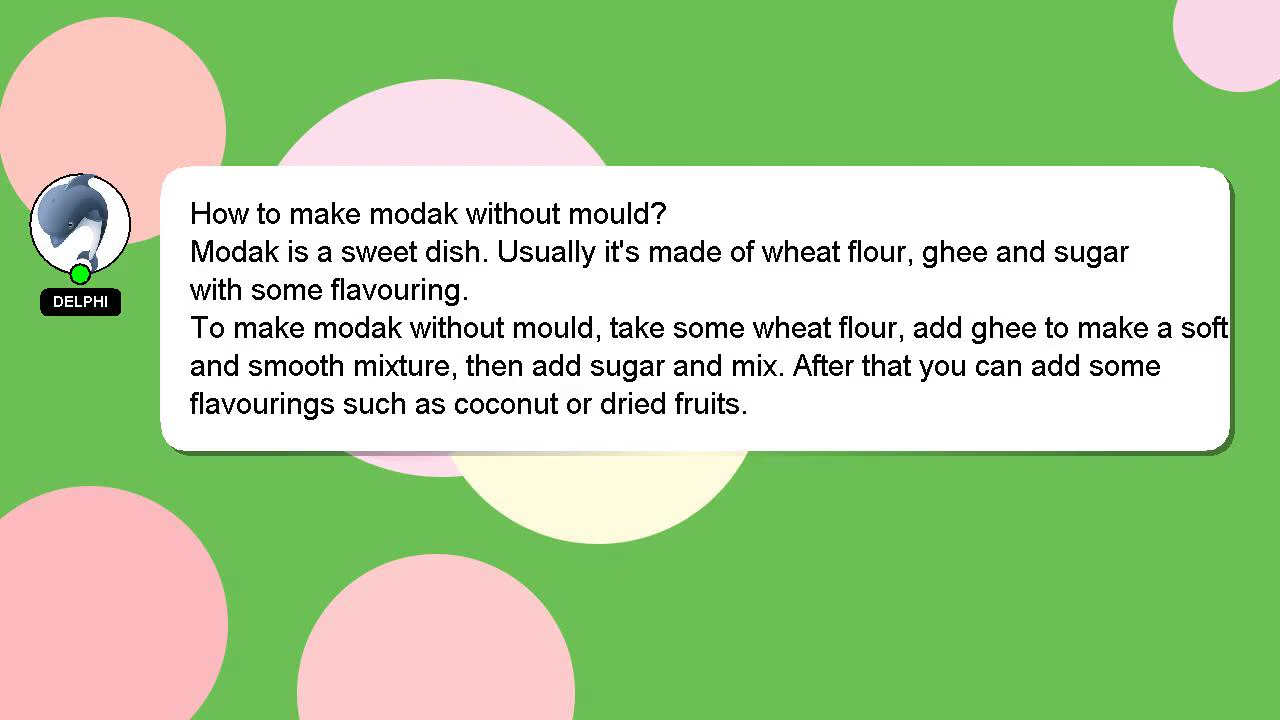 How to make modak without mould?
Modak is a sweet dish. Usually it's made of wheat flour, ghee and sugar
with some flavouring.
To make modak without mould, take some wheat flour, add ghee to make a soft
and smooth mixture, then add sugar and mix. After that you can add some
flavourings such as coconut or dried fruits.
DELPHI